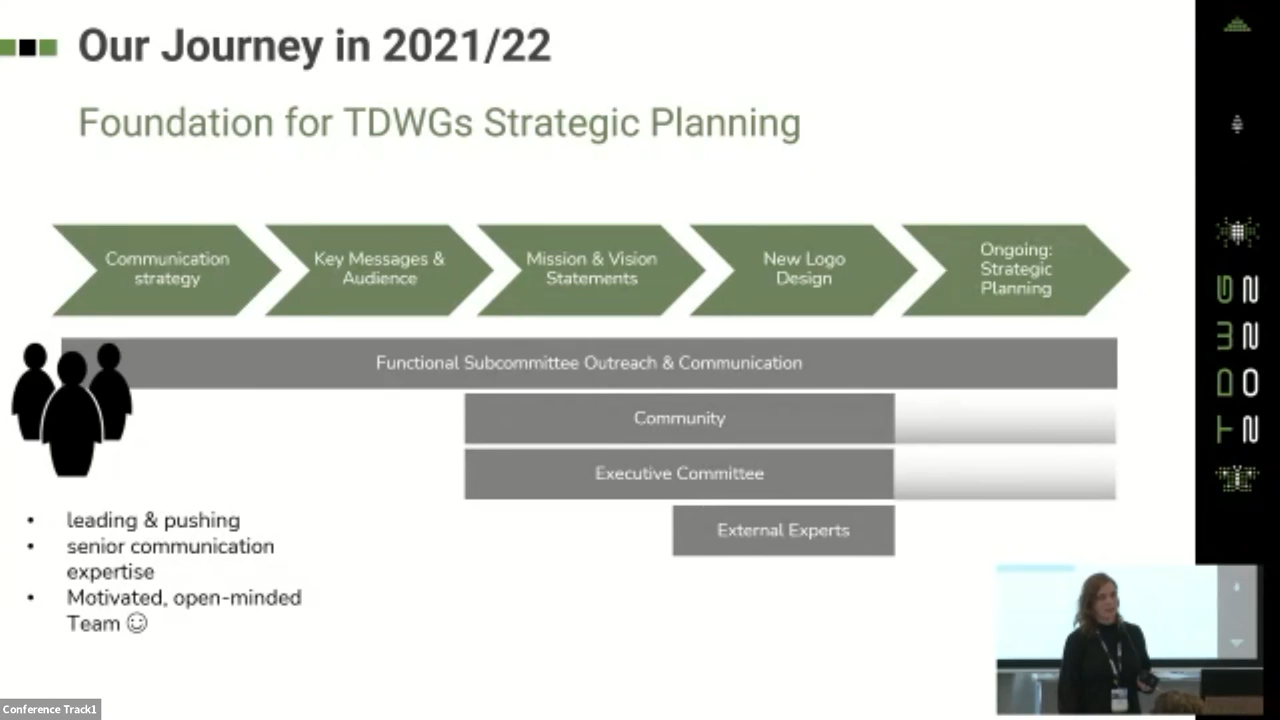 Our Journey in 2021/22
Foundation for TDWGs Strategic Planning
Communication
strategy
Key Messages &
Audience
Mission & Vision
Statements
New Logo
Design
Ongoing:
Strategic
Planning
Functional Subcommittee Outreach & Communication
Community
Executive Committee
External Experts
• leading & pushing
• senior communication
expertise
• Motivated, open-minded
Team ☺
TDWG
2022
Conference Track1